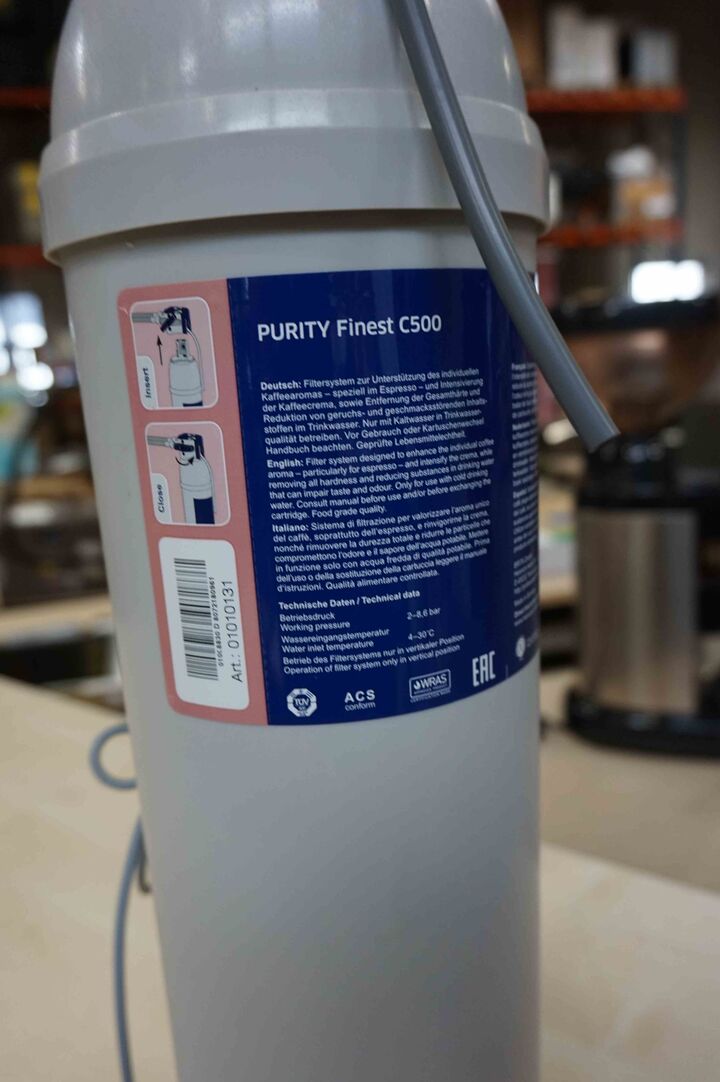 PURITY Finest C500
Deutsch: Filtersystem zur Unterstützung des individuellen
Kaffeearomas – speziell im Espresso – und Intensivierung
der Kaffeecrema, sowie Entfernung der Gesamthärte und
Reduktion von geruchs- und geschmacksstörenden Inhalts-
stoffen im Trinkwasser. Nur mit Kaltwasser in Trinkwasser-
qualität betreiben. Vor Gebrauch oder Kartuschenwechsel
Handbuch beachten. Geprüfte Lebensmittelechtheit.
English: Filter system designed to enhance the individual coffee
aroma – particularly for espresso – and intensify the crema, while
removing all hardness and reducing substances in drinking water
that can impair taste and odour. Only for use with cold drinking
water. Consult manual before use and/or before exchanging the
cartridge. Food grade quality.
Italiano: Sistema di filtrazione per valorizzare l'aroma unico
del caffè, soprattutto dell'espresso, e rinvigorirne la crema,
nonché rimuovere la durezza totale e ridurre le particelle che
compromettono l'odore e il sapore dell'acqua potabile. Mettere
in funzione solo con acqua fredda di qualità potabile. Prima
dell'uso o della sostituzione della cartuccia leggere il manuale
d'istruzioni. Qualità alimentare controllata.
Technische Daten / Technical data
Betriebsdruck
Working pressure 2–8,6 bar
Wassereingangstemperatur
Water inlet temperature 4–30°C
Betrieb des Filtersystems nur in vertikaler Position
Operation of filter system only in vertical position
TÜV
ACS
conform
WRAS
EAC
Insert
Close
Art.: 01010131